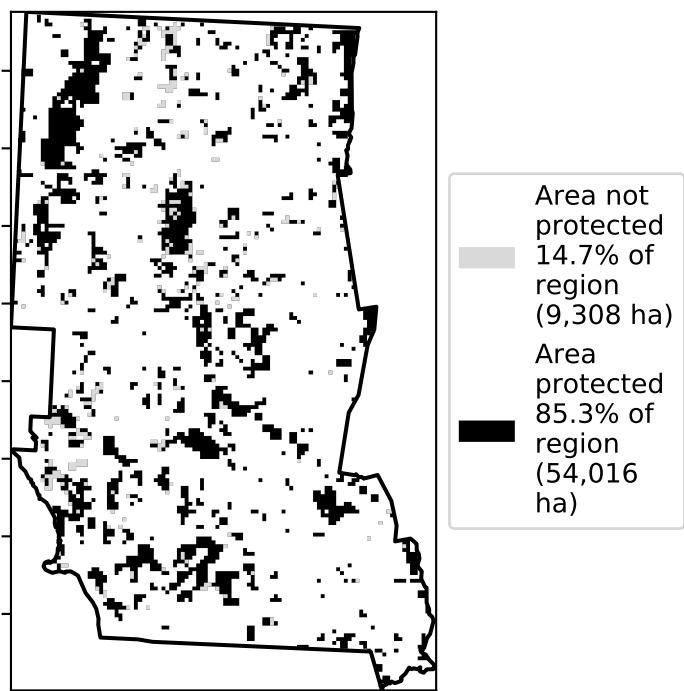 Area not
protected
14.7% of
region
(9,308 ha)
Area
protected
85.3% of
region
(54,016
ha)